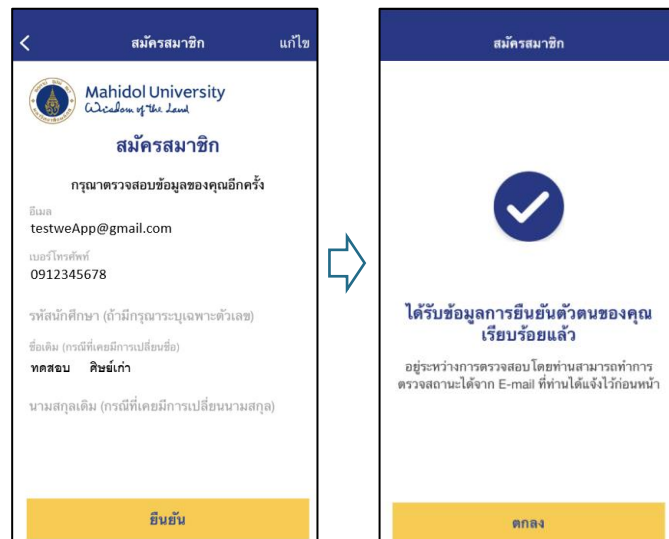 สมัครสมาชิก
แก้ไข
Mahidol University
Wisdom of the Land
สมัครสมาชิก
กรุณาตรวจสอบข้อมูลของคุณอีกครั้ง
อีเมล
testweApp@gmail.com
เบอร์โทรศัพท์
0912345678
รหัสนักศึกษา (ถ้ามีกรุณาระบุเฉพาะตัวเลข)
ชื่อเดิม (กรณีที่เคยมีการเปลี่ยนชื่อ)
ทดสอบ ศิษย์เก่า
นามสกุลเดิม (กรณีที่เคยมีการเปลี่ยนนามสกุล)
ยืนยัน
สมัครสมาชิก
ได้รับข้อมูลการยืนยันตัวตนของคุณ
เรียบร้อยแล้ว
อยู่ระหว่างการตรวจสอบ โดยท่านสามารถทำการ
ตรวจสถานะได้จาก E-mail ที่ท่านได้แจ้งไว้ก่อนหน้า
ตกลง